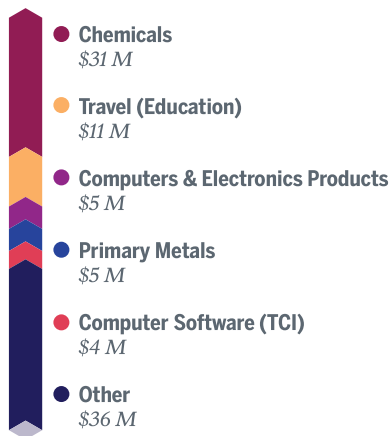 Chemicals
$31 M
Travel (Education)
$11 M
Computers & Electronics Products
$5 M
Primary Metals
$5 M
Computer Software (TCI)
$4 M
Other
$36 M